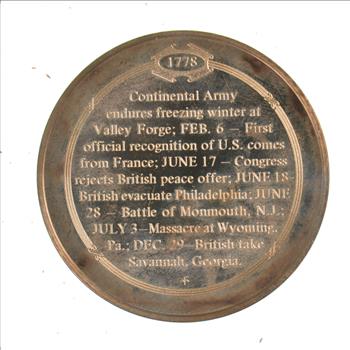 1778
Continental Army
endures freezing winter at
Valley Forge; FEB. 6 — First
official recognition of U.S. comes
from France; JUNE 17 — Congress
rejects British peace offer; JUNE 18-
British evacuate Philadelphia; JUNE
28 — Battle of Monmouth, N.J.;
JULY 3—Massacre at Wyoming,
Pa.; DEC. 29—British take
Savannah, Georgia.